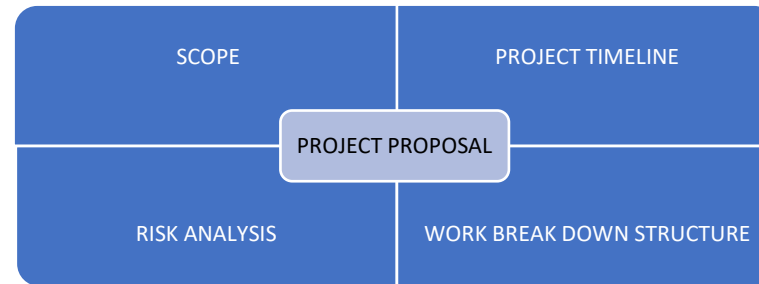 SCOPE
PROJECT TIMELINE
PROJECT PROPOSAL
RISK ANALYSIS
WORK BREAK DOWN STRUCTURE